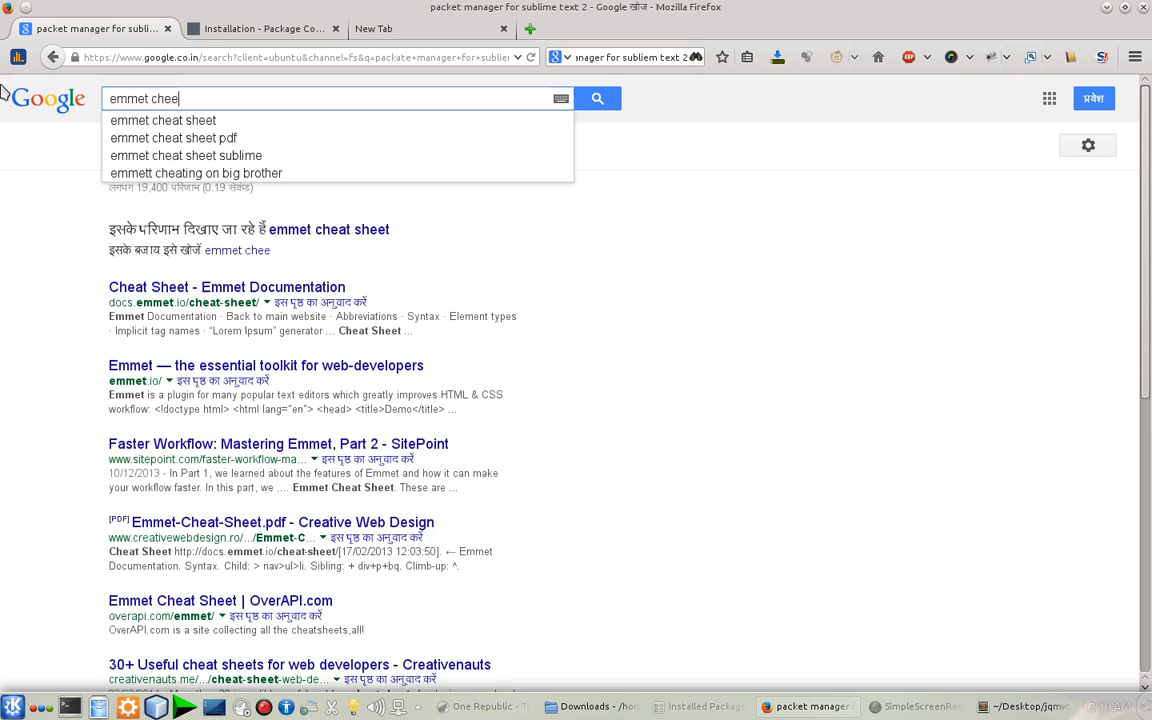 packet manager for sublime text 2 - Google खोज - Mozilla Firefox
packet manager for subli...
Installation - Package Co...
New Tab
https://www.google.co.in/search?client=ubuntu&channel=fs&q=packate+manager+for+sublie
anager for subliem text 2
Google
emmet chee
प्रवेश
emmet cheat sheet
emmet cheat sheet pdf
emmet cheat sheet sublime
emmett cheating on big brother
लगभग 19,400 परिणाम (0.19 सेकंड)
इसके परिणाम दिखाए जा रहे हैं emmet cheat sheet
इसके बजाय इसे खोजें emmet chee
Cheat Sheet - Emmet Documentation
docs.emmet.io/cheat-sheet/ इस पृष्ठ का अनुवाद करें
Emmet Documentation · Back to main website · Abbreviations · Syntax · Element types
· Implicit tag names · “Lorem Ipsum” generator ... Cheat Sheet ...
Emmet — the essential toolkit for web-developers
emmet.io/ इस पृष्ठ का अनुवाद करें
Emmet is a plugin for many popular text editors which greatly improves HTML & CSS
workflow: <!doctype html> <html lang="en"> <head> <title>Demo</title> ...
Faster Workflow: Mastering Emmet, Part 2 - SitePoint
www.sitepoint.com/faster-workflow-ma... इस पृष्ठ का अनुवाद करें
10/12/2013 - In Part 1, we learned about the features of Emmet and how it can make
your workflow faster. In this part, we .... Emmet Cheat Sheet. These are ...
[PDF] Emmet-Cheat-Sheet.pdf - Creative Web Design
www.creativewebdesign.ro/.../Emmet-C... इस पृष्ठ का अनुवाद करें
Cheat Sheet http://docs.emmet.io/cheat-sheet/[17/02/2013 12:03:50]. ← Emmet
Documentation. Syntax. Child: > nav>ul>li. Sibling: + div+p+bq. Climb-up: ^.
Emmet Cheat Sheet | OverAPI.com
overapi.com/emmet/ इस पृष्ठ का अनुवाद करें
OverAPI.com is a site collecting all the cheatsheets,all!
30+ Useful cheat sheets for web developers - Creativenauts
creativenauts.me/.../cheat-sheet-web-de... इस पृष्ठ का अनुवाद करें
One Republic - 
Downloads - /hom
Installed Package
packet manager f
SimpleScreenRec
~/Desktop/jqmvt